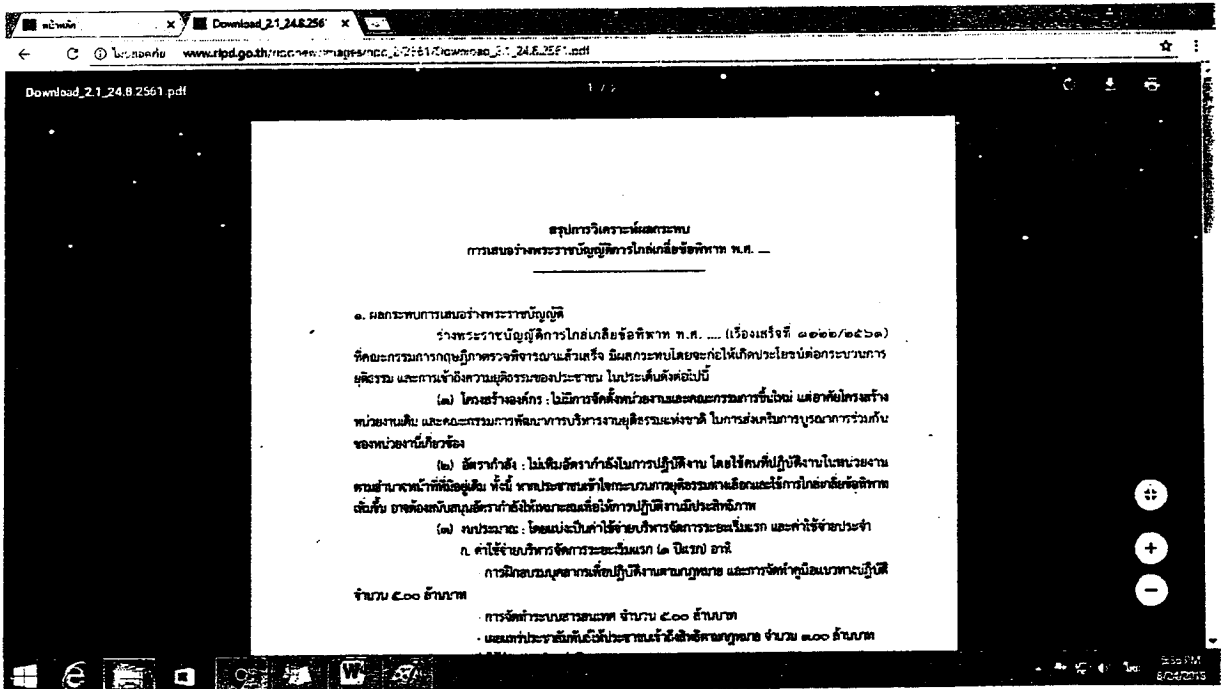 หน้าหลัก
Download_2.1_24.8.2561
www.rlpd.go.th/
Download_2.1_24.8.2561.pdf
1 / 2
สรุปการวิเคราะห์ผลกระทบ
การเสนอร่างพระราชบัญญัติการไกล่เกลี่ยข้อพิพาท พ.ศ. ....
๑. ผลกระทบการเสนอร่างพระราชบัญญัติ
ร่างพระราชบัญญัติการไกล่เกลี่ยข้อพิพาท พ.ศ. .... (เรื่องเสร็จที่ ๑๒๒๒/๒๕๖๑)
ที่คณะกรรมการกฤษฎีกาตรวจพิจารณาแล้วเสร็จ มีผลกระทบโดยจะก่อให้เกิดประโยชน์ต่อกระบวนการ
ยุติธรรม และการเข้าถึงความยุติธรรมของประชาชน ในประเด็นดังต่อไปนี้
(๑) โครงสร้างองค์กร : ไม่มีการจัดตั้งหน่วยงานและคณะกรรมการขึ้นใหม่ แต่อาศัยโครงสร้าง
หน่วยงานเดิม และคณะกรรมการพัฒนาการบริหารงานยุติธรรมแห่งชาติ ในการส่งเสริมการบูรณาการร่วมกัน
ของหน่วยงานที่เกี่ยวข้อง
(๒) อัตรากำลัง : ไม่เพิ่มอัตรากำลังในการปฏิบัติงาน โดยใช้คนที่ปฏิบัติงานในหน่วยงาน
ตามอำนาจหน้าที่ที่มีอยู่เดิม ทั้งนี้ หากประชาชนเข้าใจกระบวนการยุติธรรมทางเลือกและใช้การไกล่เกลี่ยข้อพิพาท
เพิ่มขึ้น อาจต้องสนับสนุนอัตรากำลังให้เหมาะสมเพื่อให้การปฏิบัติงานมีประสิทธิภาพ
(๓) งบประมาณ : โดยแบ่งเป็นค่าใช้จ่ายบริหารจัดการระยะเริ่มแรก และค่าใช้จ่ายประจำ
ก. ค่าใช้จ่ายบริหารจัดการระยะเริ่มแรก (๑ ปีแรก) อาทิ
- การฝึกอบรมบุคลากรเพื่อปฏิบัติงานตามกฎหมาย และการจัดทำคู่มือแนวทางปฏิบัติ
จำนวน ๕.๐๐ ล้านบาท
- การจัดทำระบบสารสนเทศ จำนวน ๕.๐๐ ล้านบาท
- เผยแพร่ประชาสัมพันธ์ให้ประชาชนเข้าถึงสิทธิตามกฎหมาย จำนวน ๓.๐๐ ล้านบาท